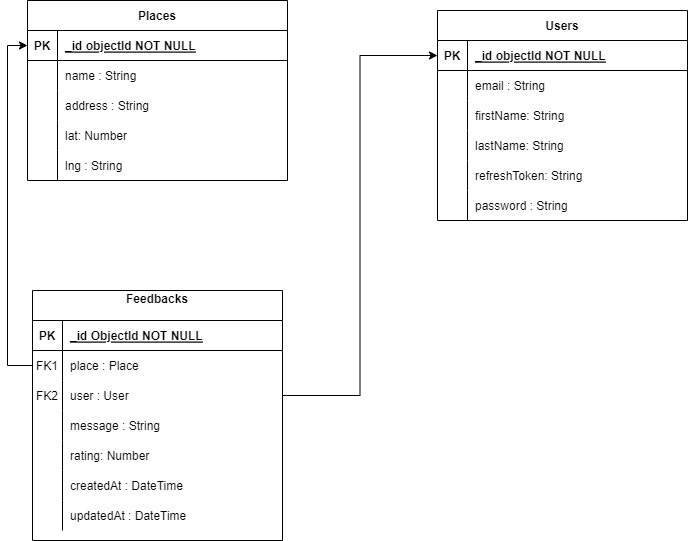 Places
PK _id objectId NOT NULL
name : String
address : String
lat: Number
lng : String
Users
PK _id objectId NOT NULL
email : String
firstName: String
lastName: String
refreshToken: String
password : String
Feedbacks
PK _id ObjectId NOT NULL
FK1 place : Place
FK2 user : User
message : String
rating: Number
createdAt : DateTime
updatedAt : DateTime